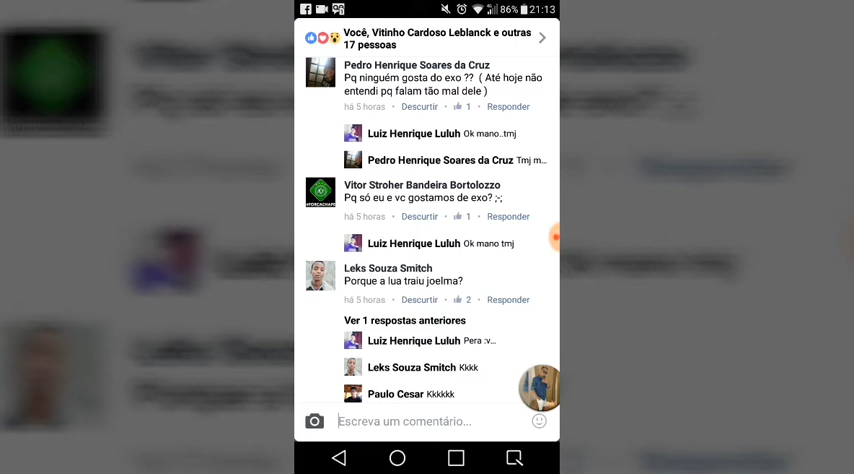 86% 21:13
Você, Vitinho Cardoso Leblanck e outras
17 pessoas
Pedro Henrique Soares da Cruz
Pq ninguém gosta do exo ?? ( Até hoje não
entendi pq falam tão mal dele )
há 5 horas • Descurtir • 1 • Responder
Luiz Henrique Luluh Ok mano..tmj
Pedro Henrique Soares da Cruz Tmj m...
Vitor Stroher Bandeira Bortolozzo
Pq só eu e vc gostamos de exo? ;-;
há 5 horas • Descurtir • 1 • Responder
Luiz Henrique Luluh Ok mano tmj
Leks Souza Smitch
Porque a lua traiu joelma?
há 5 horas • Descurtir • 2 • Responder
Ver 1 respostas anteriores
Luiz Henrique Luluh Pera :v...
Leks Souza Smitch Kkkk
Paulo Cesar Kkkkkk
Escreva um comentário...